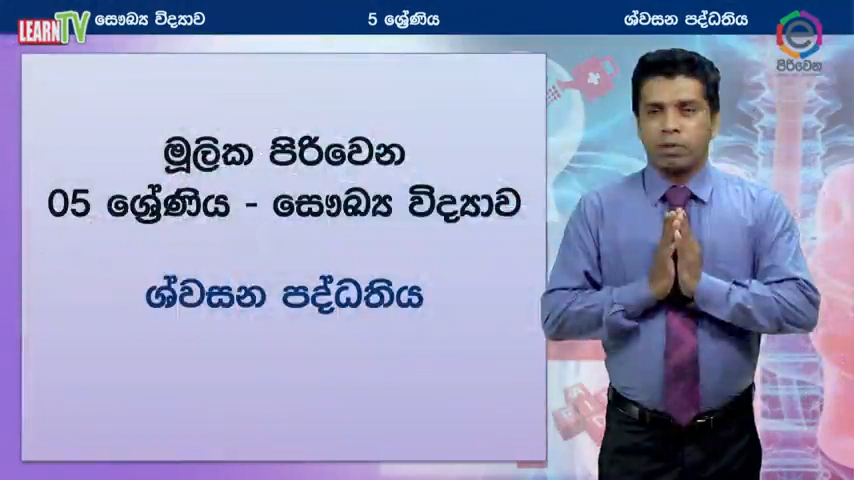 LEARN TV සෞඛ්‍ය විද්‍යාව
5 ශ්‍රේණිය
ශ්වසන පද්ධතිය
e
පිරිවෙන
මූලික පිරිවෙන
05 ශ්‍රේණිය - සෞඛ්‍ය විද්‍යාව
ශ්වසන පද්ධතිය